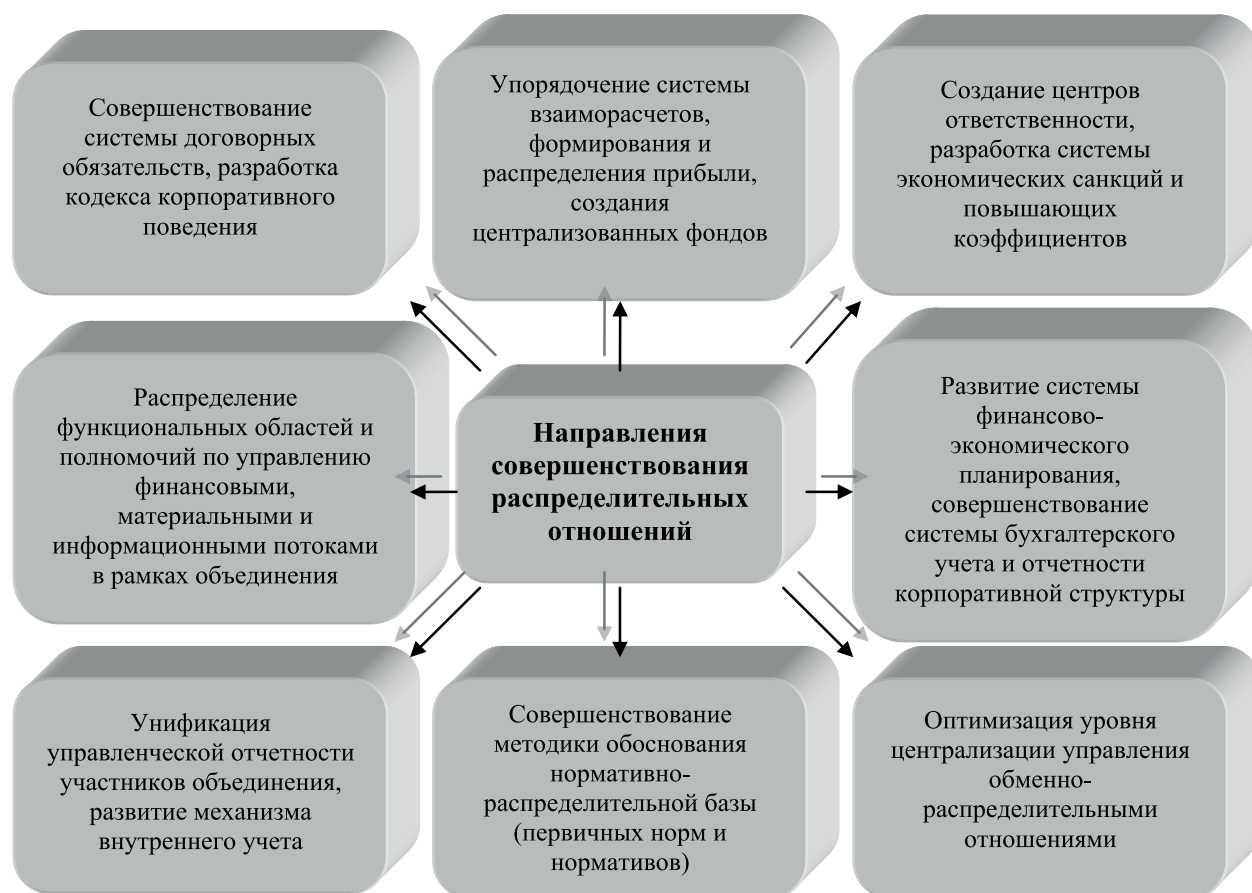 Совершенствование
системы договорных
обязательств, разработка
кодекса корпоративного
поведения
Упорядочение системы
взаиморасчетов,
формирования и
распределения прибыли,
создания
централизованных фондов
Создание центров
ответственности,
разработка системы
экономических санкций и
повышающих
коэффициентов
Распределение
функциональных областей и
полномочий по управлению
финансовыми,
материальными и
информационными потоками
в рамках объединения
Направления
совершенствования
распределительных
отношений
Развитие системы
финансово-
экономического
планирования,
совершенствование
системы бухгалтерского
учета и отчетности
корпоративной структуры
Унификация
управленческой отчетности
участников объединения,
развитие механизма
внутреннего учета
Совершенствование
методики обоснования
нормативно-
распределительной базы
(первичных норм и
нормативов)
Оптимизация уровня
централизации управления
обменно-
распределительными
отношениями